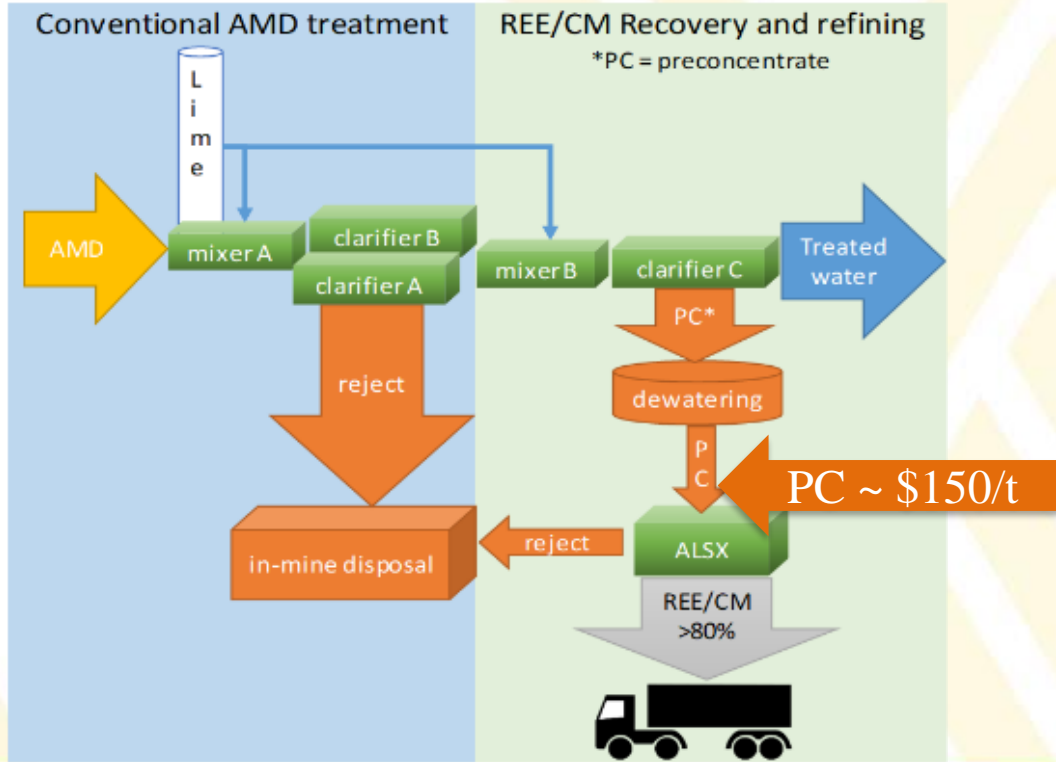 Conventional AMD treatment
REE/CM Recovery and refining
*PC = preconcentrate
L
i
m
e
AMD
mixer A
clarifier B
clarifier A
mixer B
clarifier C
Treated
water
PC*
reject
dewatering
P
C
PC ~ $150/t
in-mine disposal
reject
ALSX
REE/CM
>80%